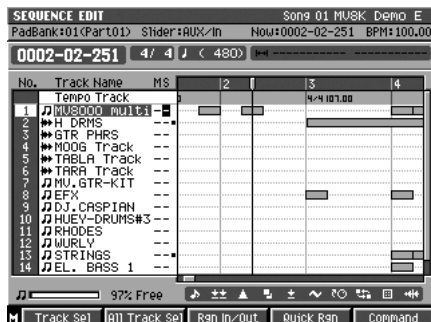 SEQUENCE EDIT Song 01 MV8K Demo E
PadBank:01(Part01) Slider:AUX/In Now:0002-02-251 BPM:100.00
0002-02-251 4/ 4 ♩ ( 480)
No. Track Name MS 2 3 4
Tempo Track 4/4 107.00
1 MV8000 multi --
2 H DRMS --
3 GTR PHRS --
4 MOOG Track --
5 TABLA Track --
6 TARA Track --
7 MV.GTR-KIT --
8 EFX --
9 DJ.CASPIAN --
10 HUEY-DRUMS#3 --
11 RHODES --
12 WURLY --
13 STRINGS --
14 EL. BASS 1 --
97% Free
M Track Sel All Track Sel Rgn In/Out Quick Rgn Command